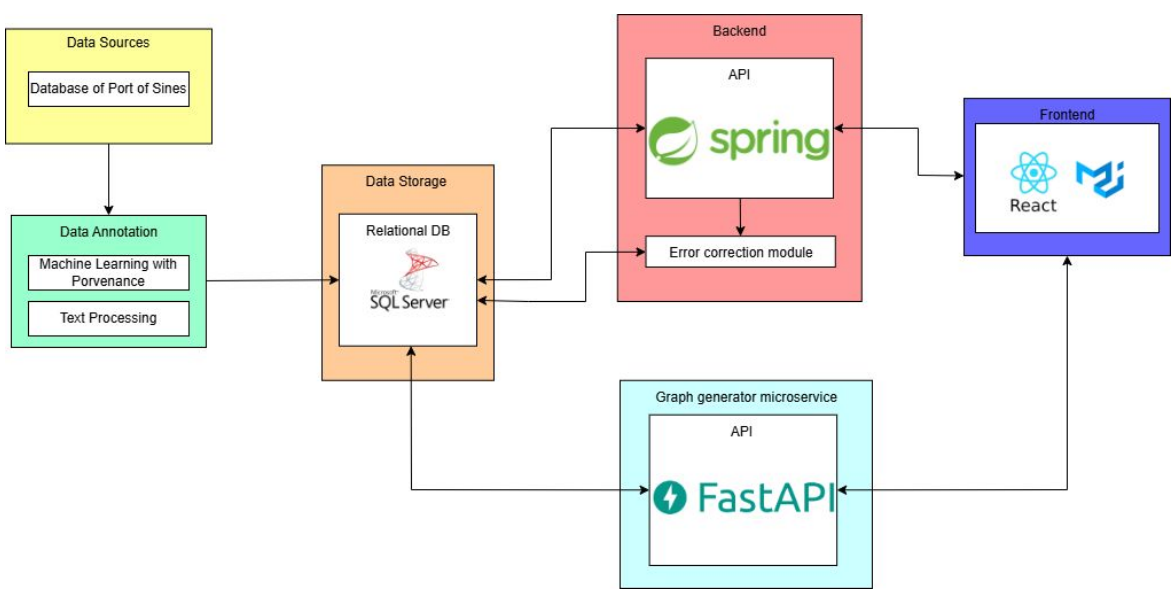 Data Sources
Database of Port of Sines
Data Annotation
Machine Learning with
Porvenance
Text Processing
Data Storage
Relational DB
Microsoft
SQL Server
Backend
API
spring
Error correction module
Frontend
React
Graph generator microservice
API
FastAPI